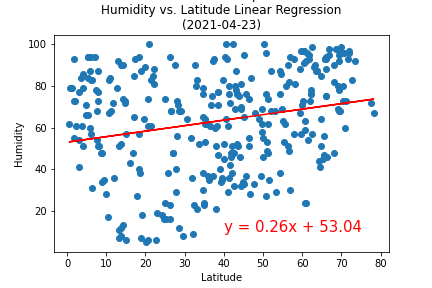 Humidity vs. Latitude Linear Regression
(2021-04-23)
100
80
60
40
20
Humidity
y = 0.26x + 53.04
0 10 20 30 40 50 60 70 80
Latitude